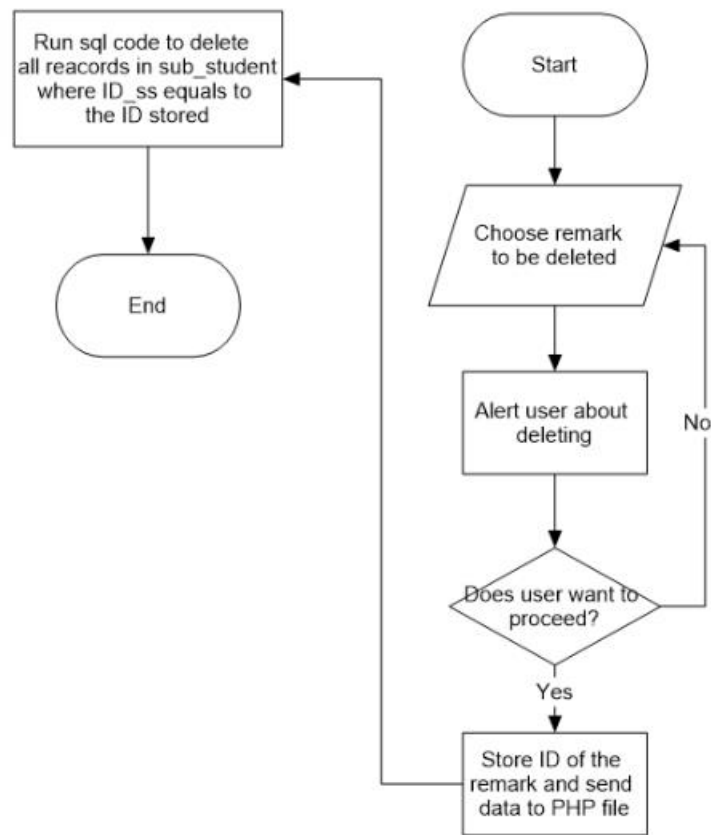 Start
Choose remark
to be deleted
Alert user about
deleting
No
Does user want to
proceed?
Yes
Store ID of the
remark and send
data to PHP file
Run sql code to delete
all reacords in sub_student
where ID_ss equals to
the ID stored
End